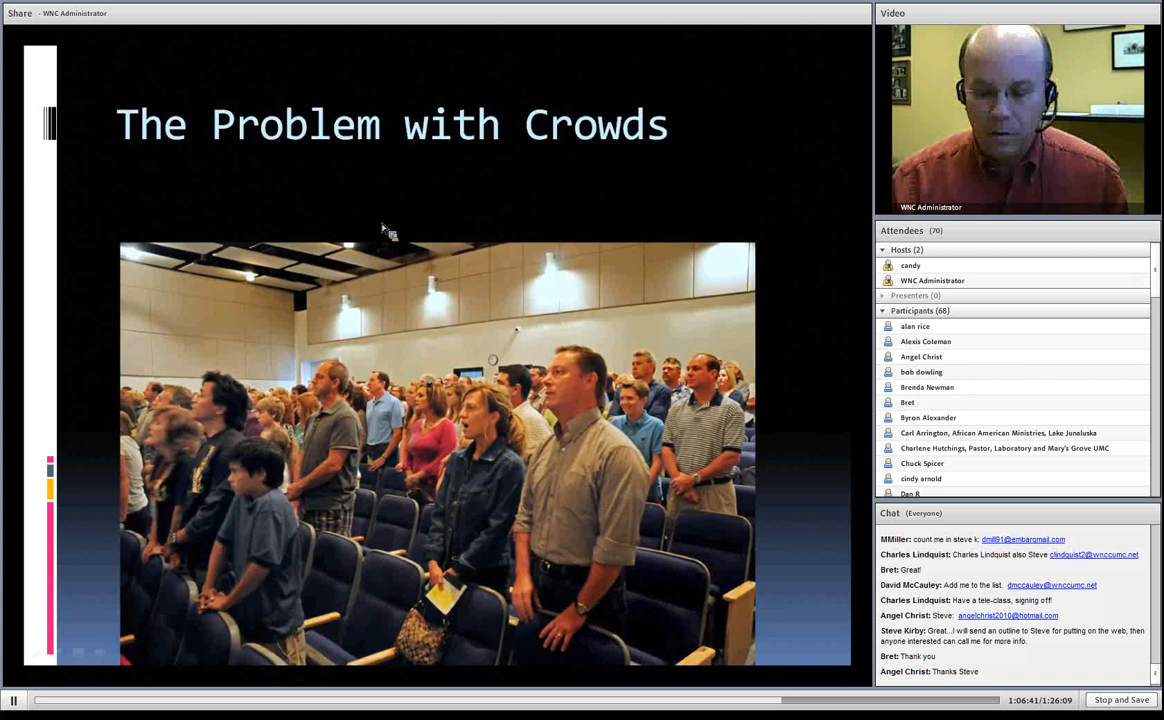 Share - WNC Administrator
The Problem with Crowds
Video
WNC Administrator
Attendees (70)
Hosts (2)
candy
WNC Administrator
Presenters (0)
Participants (68)
alan rice
Alexis Coleman
Angel Christ
bob dowling
Brenda Newman
Bret
Byron Alexander
Carl Arrington, African American Ministries, Lake Junaluska
Charlene Hutchings, Pastor, Laboratory and Mary's Grove UMC
Chuck Spicer
cindy arnold
Dan R
Chat (Everyone)
MMiller: count me in steve k: dmill91@embarqmail.com
Charles Lindquist: Charles Lindquist also Steve clindquist2@wnccumc.net
Bret: Great!
David McCauley: Add me to the list. dmccauley@wnccumc.net
Charles Lindquist: Have a tele-class, signing off!
Angel Christ: Steve: angelchrist2010@hotmail.com
Steve Kirby: Great...I will send an outline to Steve for putting on the web, then
anyone interested can call me for more info.
Bret: Thank you
Angel Christ: Thanks Steve
1:06:41/1:26:09
Stop and Save